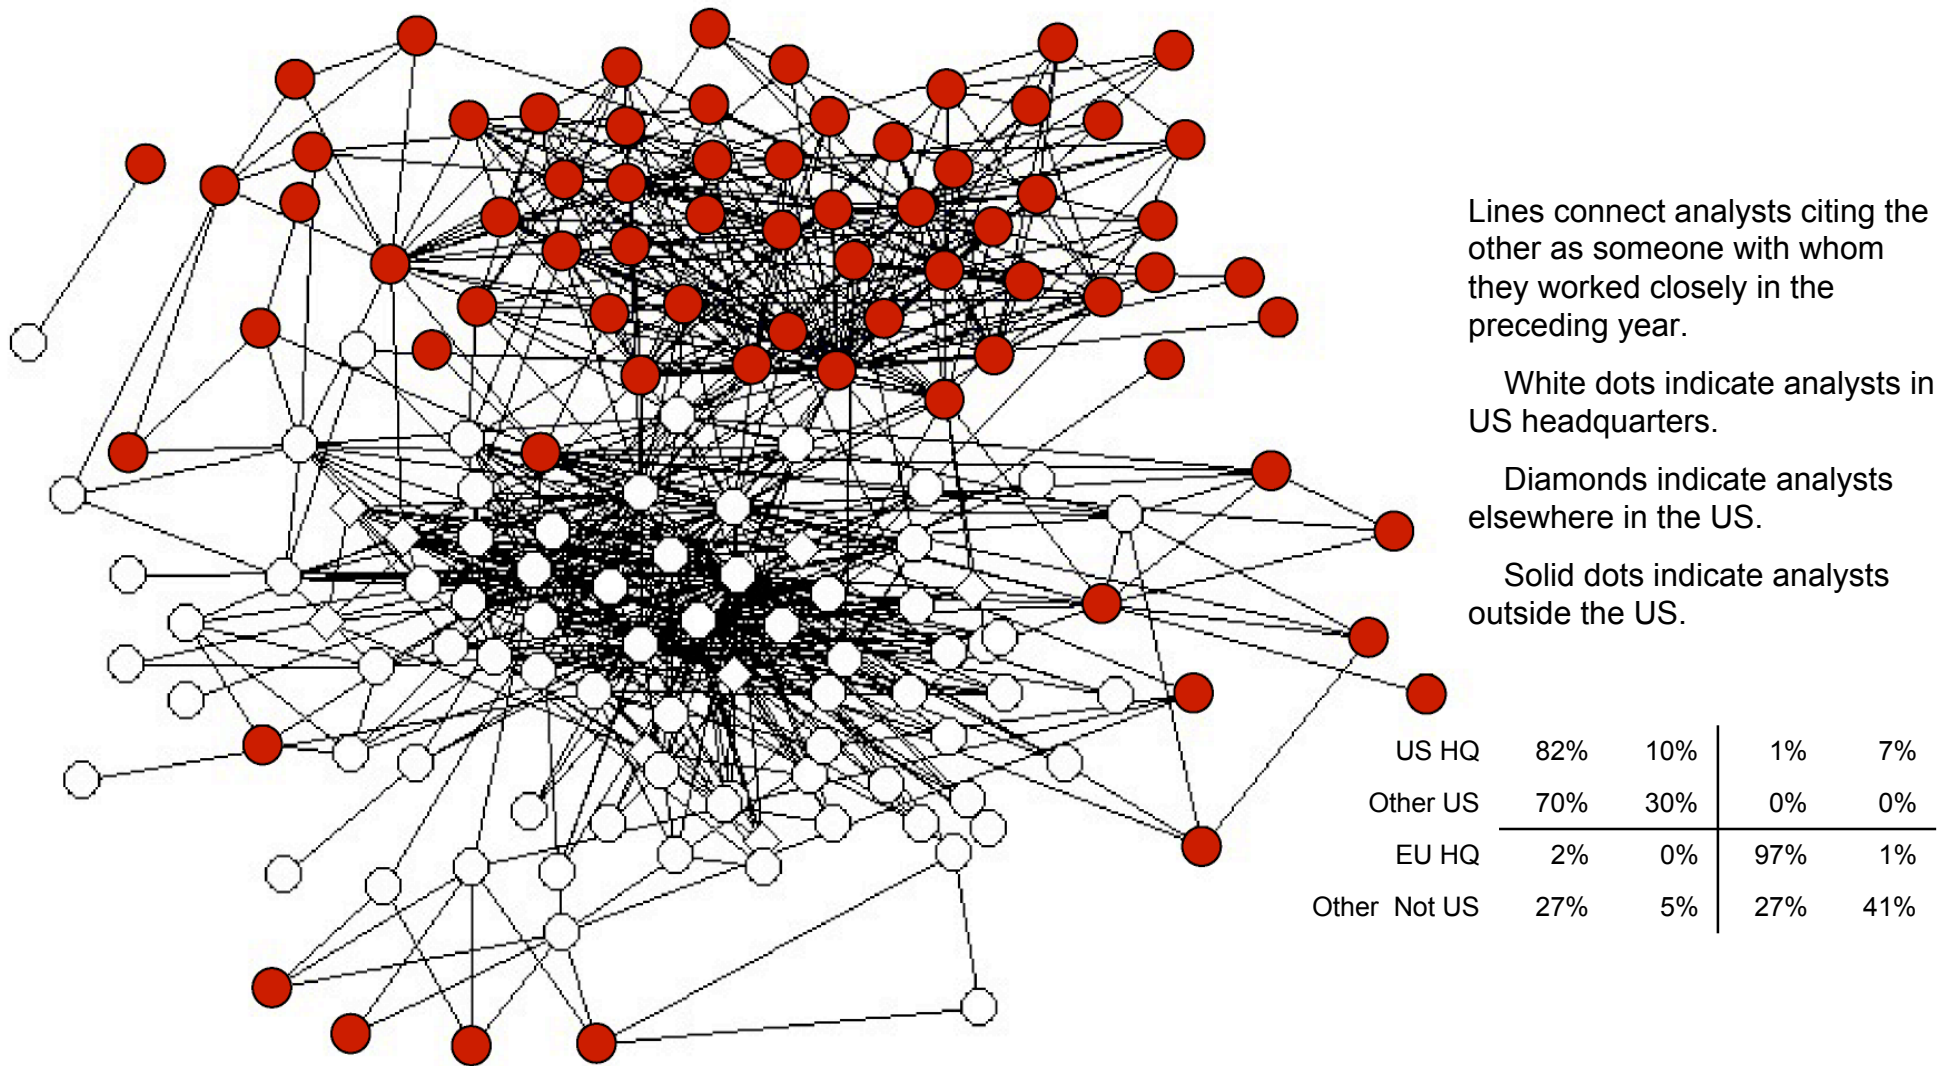 Lines connect analysts citing the
other as someone with whom
they worked closely in the
preceding year.
White dots indicate analysts in
US headquarters.
Diamonds indicate analysts
elsewhere in the US.
Solid dots indicate analysts
outside the US.
US HQ 82% 10% 1% 7%
Other US 70% 30% 0% 0%
EU HQ 2% 0% 97% 1%
Other Not US 27% 5% 27% 41%